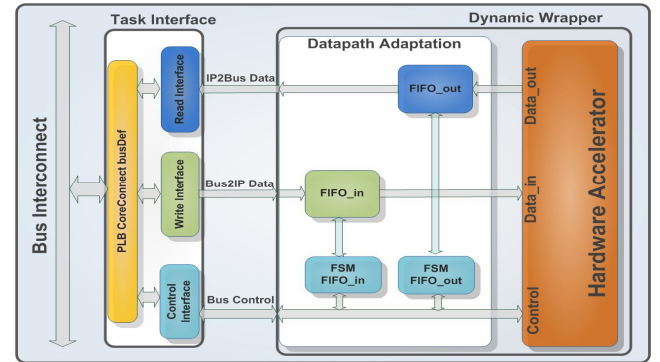 Task Interface
Dynamic Wrapper
Datapath Adaptation
Bus Interconnect
PLB CoreConnect busDef
Read Interface
IP2Bus Data
FIFO_out
Data_out
Write Interface
Bus2IP Data
FIFO_in
Data_in
Hardware Accelerator
FSM
FIFO_in
FSM
FIFO_out
Control
Interface
Bus Control
Control